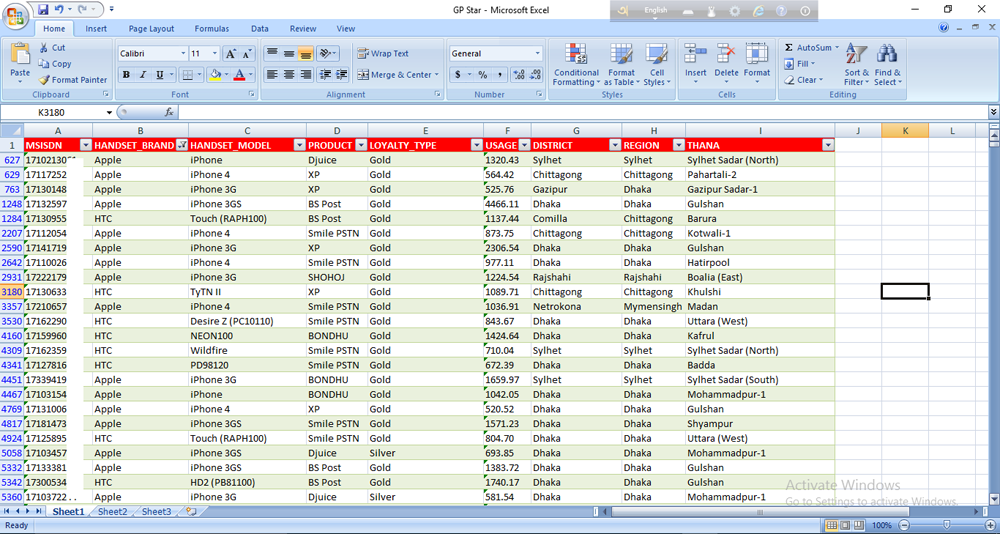 GP Star - Microsoft Excel
English
Home Insert Page Layout Formulas Data Review View
Cut
Copy
Format Painter
Paste
Clipboard
Calibri 11
B I U
Font
Wrap Text
Merge & Center
Alignment
General
$ % ,
Number
Conditional Formatting
Format as Table
Cell Styles
Styles
Insert Delete Format
Cells
AutoSum
Fill
Clear
Sort & Filter
Find & Select
Editing
K3180 fx
A B C D E F G H I J K L
1 MSISDN HANDSET_BRAND HANDSET_MODEL PRODUCT LOYALTY_TYPE USAGE DISTRICT REGION THANA
627 1710213 Apple iPhone Djuice Gold 1320.43 Sylhet Sylhet Sylhet Sadar (North)
629 17117252 Apple iPhone 4 XP Gold 564.42 Chittagong Chittagong Pahartali-2
763 17130148 Apple iPhone 3G XP Gold 525.76 Gazipur Dhaka Gazipur Sadar-1
1248 17132597 Apple iPhone 3GS BS Post Gold 4466.11 Dhaka Dhaka Gulshan
1284 17130955 HTC Touch (RAPH100) BS Post Gold 1137.44 Comilla Chittagong Barura
2207 17112054 Apple iPhone 4 Smile PSTN Gold 873.75 Chittagong Chittagong Kotwali-1
2590 17141719 Apple iPhone 3G XP Gold 2306.54 Dhaka Dhaka Gulshan
2642 17110026 Apple iPhone 4 Smile PSTN Gold 977.11 Dhaka Dhaka Hatirpool
2931 17222179 Apple iPhone 3G SHOHOJ Gold 1224.54 Rajshahi Rajshahi Boalia (East)
3180 17130633 HTC TyTN II XP Gold 1089.71 Chittagong Chittagong Khulshi
3357 17210657 Apple iPhone 4 Smile PSTN Gold 1036.91 Netrokona Mymensingh Madan
3530 17162290 HTC Desire Z (PC10110) Smile PSTN Gold 843.67 Dhaka Dhaka Uttara (West)
4160 17159960 HTC NEON100 BONDHU Gold 1424.64 Dhaka Dhaka Kafrul
4309 17162359 HTC Wildfire Smile PSTN Gold 710.04 Sylhet Sylhet Sylhet Sadar (North)
4341 17127816 HTC PD98120 Smile PSTN Gold 672.39 Dhaka Dhaka Badda
4451 17339419 Apple iPhone 3G BONDHU Gold 1659.97 Sylhet Sylhet Sylhet Sadar (South)
4467 17103154 Apple iPhone BONDHU Gold 1042.05 Dhaka Dhaka Mohammadpur-1
4769 17131006 Apple iPhone 4 XP Gold 520.52 Dhaka Dhaka Gulshan
4817 17181473 Apple iPhone 3GS Smile PSTN Gold 1571.23 Dhaka Dhaka Shyampur
4924 17125895 HTC Touch (RAPH100) Smile PSTN Gold 804.70 Dhaka Dhaka Uttara (West)
5058 17103457 Apple iPhone 3GS Djuice Silver 693.85 Dhaka Dhaka Mohammadpur-1
5332 17133381 Apple iPhone 3GS BS Post Gold 1383.72 Dhaka Dhaka Gulshan
5342 17300534 HTC HD2 (PB81100) BS Post Gold 1740.17 Dhaka Dhaka Gulshan
5360 17103722 Apple iPhone 3G Djuice Silver 581.54 Dhaka Dhaka Mohammadpur-1
Activate Windows
Go to Settings to activate Windows.
Sheet1 Sheet2 Sheet3
Ready 100%